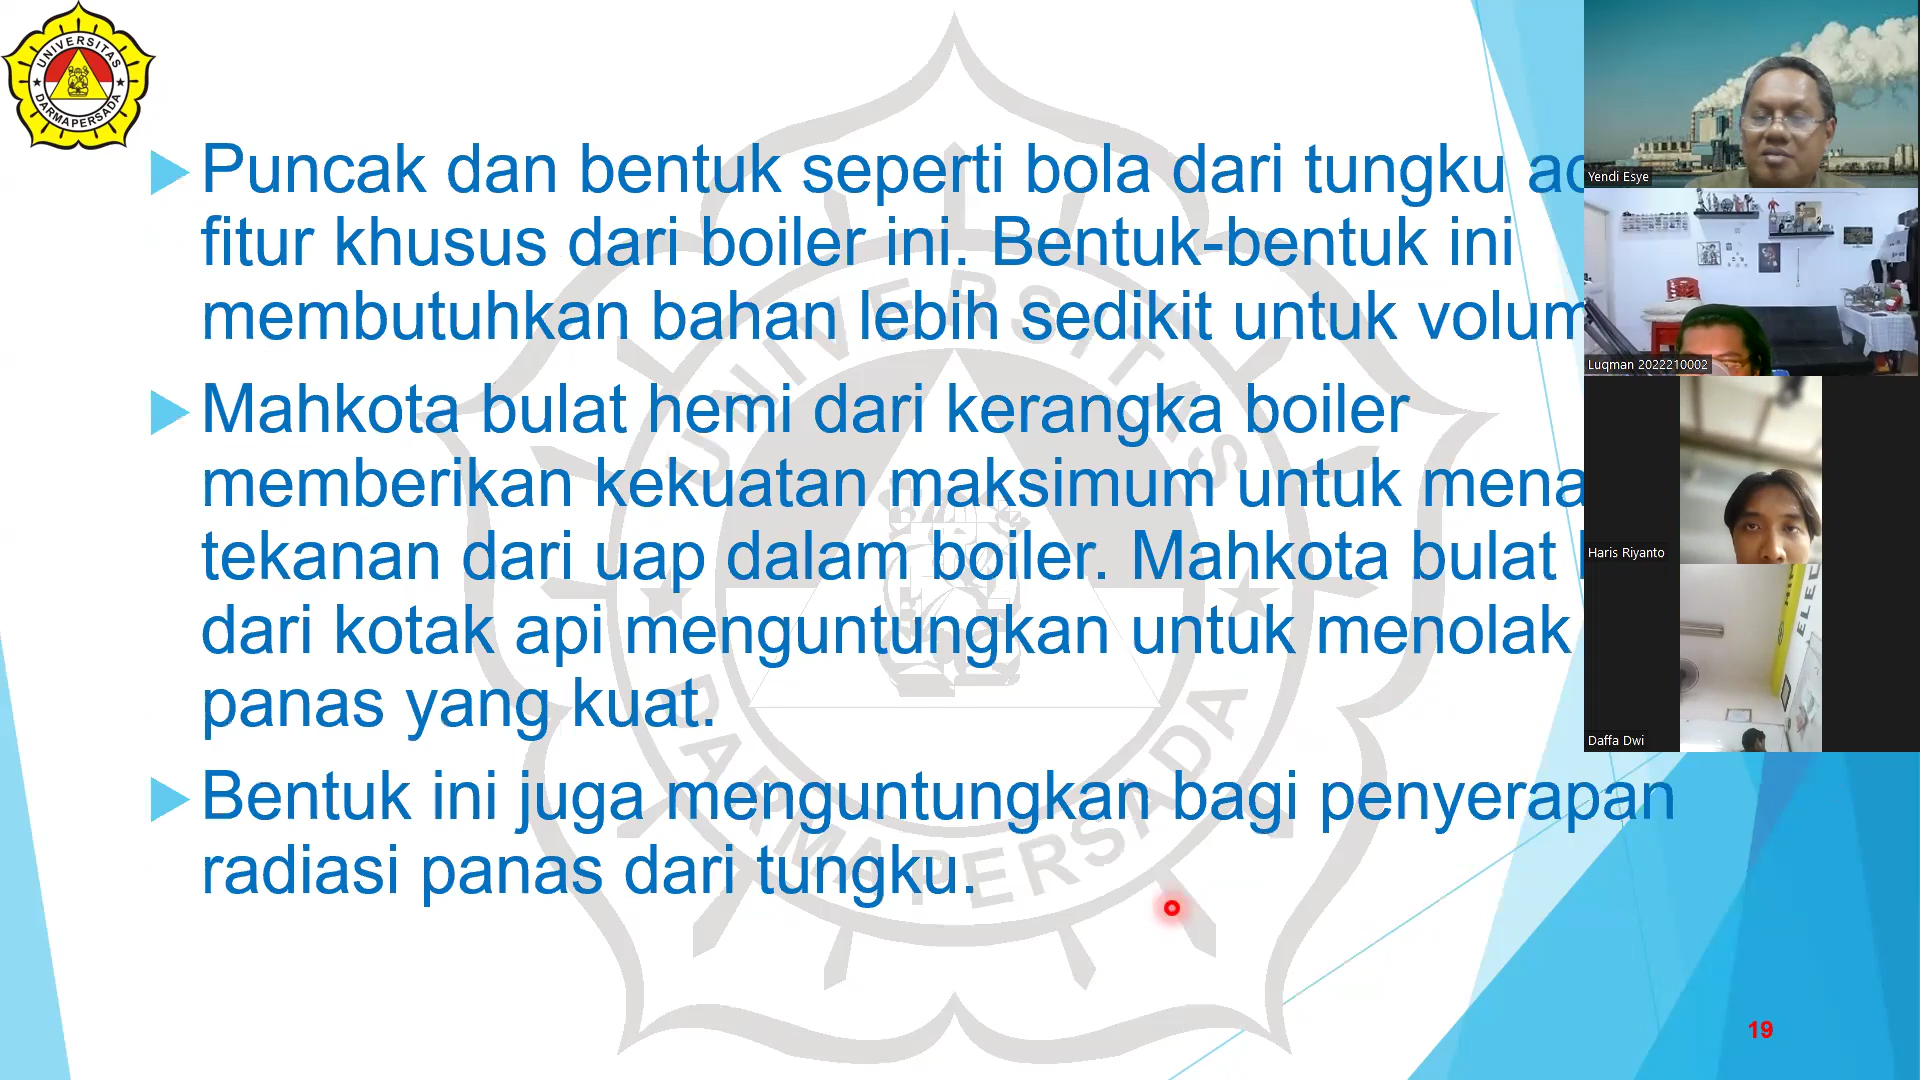 UNIVERSITAS
DARMAPERSADA
Puncak dan bentuk seperti bola dari tungku
fitur khusus dari boiler ini. Bentuk-bentuk ini
membutuhkan bahan lebih sedikit untuk volum
Mahkota bulat hemi dari kerangka boiler
memberikan kekuatan maksimum untuk mena
tekanan dari uap dalam boiler. Mahkota bulat
dari kotak api menguntungkan untuk menolak
panas yang kuat.
Bentuk ini juga menguntungkan bagi penyerapan
radiasi panas dari tungku.
UNIVERSITAS
DARMAPERSADA
19
Yendi Esye
Luqman 2022210002
Haris Riyanto
Daffa Dwi